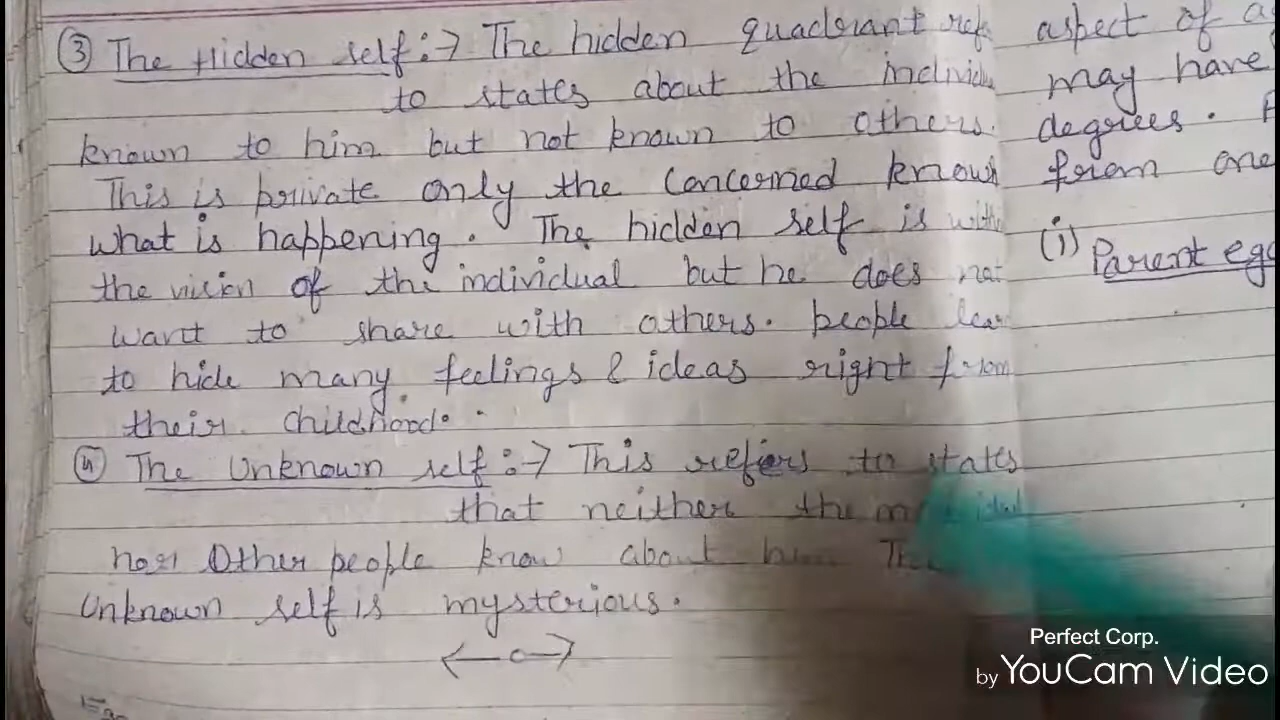 ③ The Hidden self :→ The hidden quadrant
to states about the
known to him but not known to others.
This is private only the concerned known
what is happening. The hidden self is
the vision of the individual but he does not
want to share with others. people
to hide many feelings & ideas right from
their childhood.
④ The Unknown self :→ This refers to states
that neither the
nor Other people know about him
Unknown self is mysterious.
aspect of
may have
degrees.
from one
(i) Parent
Perfect Corp.
by YouCam Video